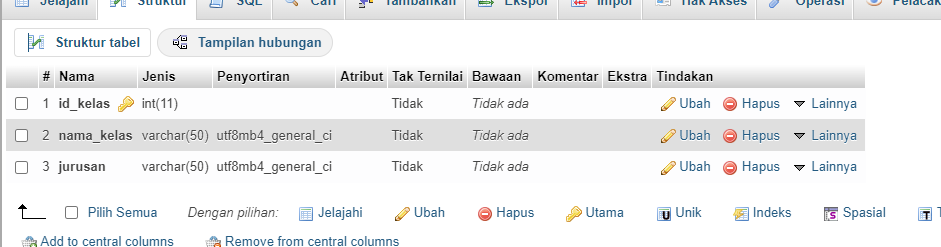 Jelajahi Struktur SQL Cari Tambahkan Ekspor Impor Hak Akses Operasi Pelacak
Struktur tabel Tampilan hubungan
# Nama Jenis Penyortiran Atribut Tak Ternilai Bawaan Komentar Ekstra Tindakan
1 id_kelas int(11) Tidak Tidak ada Ubah Hapus Lainnya
2 nama_kelas varchar(50) utf8mb4_general_ci Tidak Tidak ada Ubah Hapus Lainnya
3 jurusan varchar(50) utf8mb4_general_ci Tidak Tidak ada Ubah Hapus Lainnya
Pilih Semua Dengan pilihan: Jelajahi Ubah Hapus Utama Unik Indeks Spasial T
Add to central columns Remove from central columns